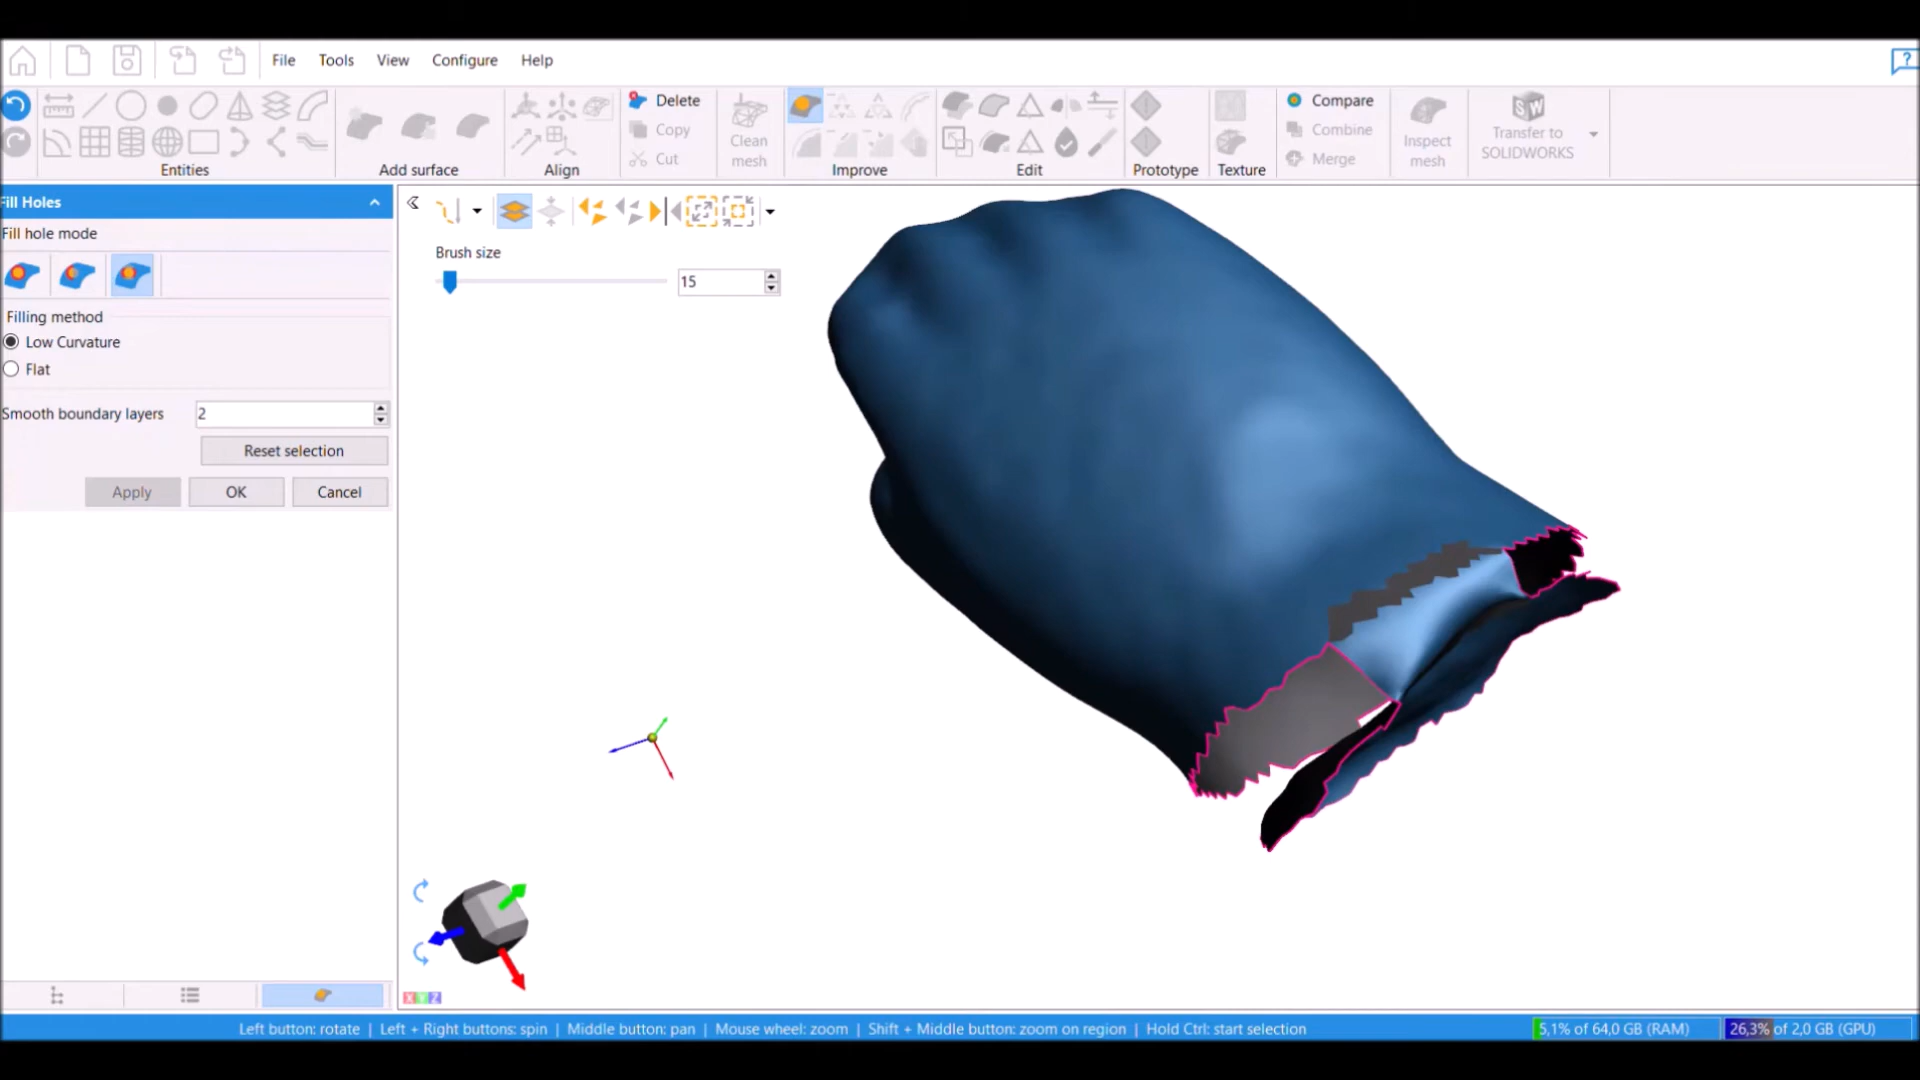 File Tools View Configure Help
?
Entities
Add surface
Align
Delete
Copy
Cut
Clean mesh
Improve
Edit
Prototype
Texture
Compare
Combine
Merge
Inspect mesh
SW
Transfer to SOLIDWORKS
Fill Holes
Fill hole mode
Filling method
Low Curvature
Flat
Smooth boundary layers 2
Reset selection
Apply OK Cancel
Brush size
15
X Y Z
Left button: rotate | Left + Right buttons: spin | Middle button: pan | Mouse wheel: zoom | Shift + Middle button: zoom on region | Hold Ctrl: start selection
5,1% of 64,0 GB (RAM)
26,3% of 2,0 GB (GPU)